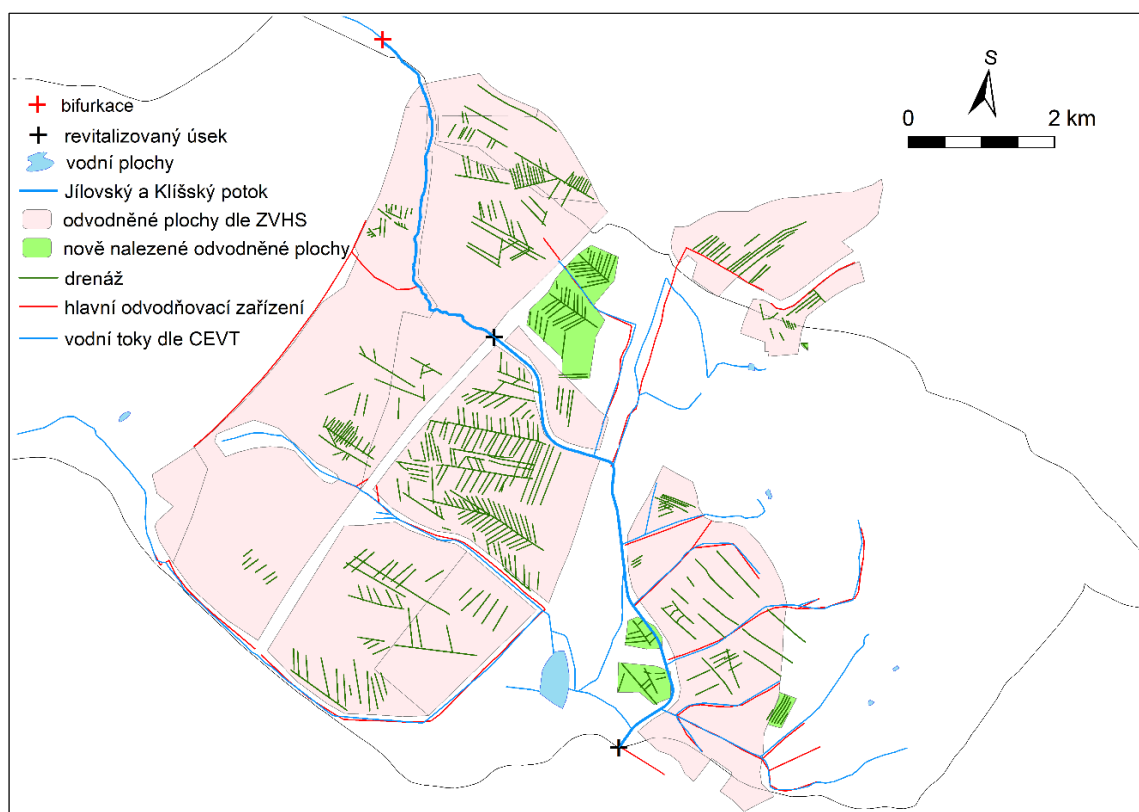 S
0 2 km
bifurkace
revitalizovaný úsek
vodní plochy
Jílovský a Klíšský potok
odvodněné plochy dle ZVHS
nově nalezené odvodněné plochy
drenáž
hlavní odvodňovací zařízení
vodní toky dle CEVT